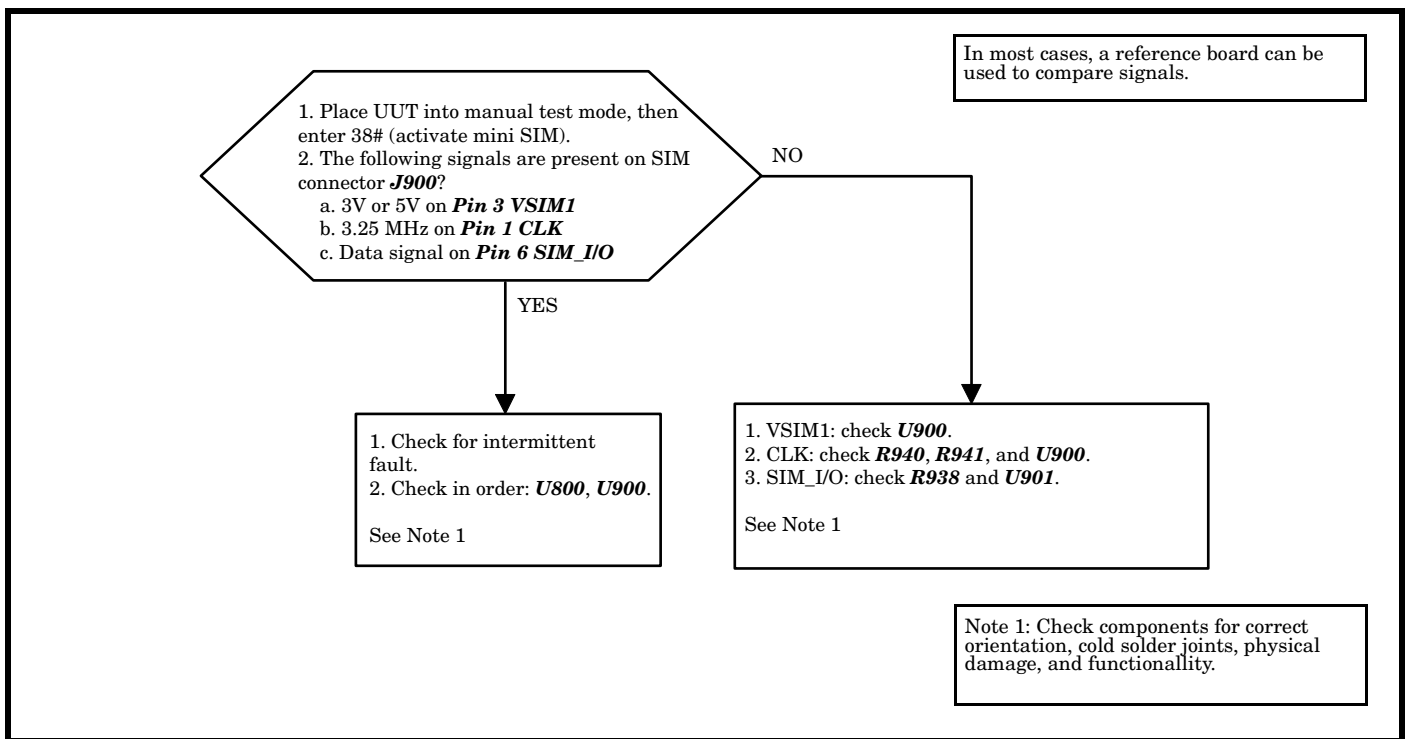 In most cases, a reference board can be
used to compare signals.
1. Place UUT into manual test mode, then
enter 38# (activate mini SIM).
2. The following signals are present on SIM
connector J900?
a. 3V or 5V on Pin 3 VSIM1
b. 3.25 MHz on Pin 1 CLK
c. Data signal on Pin 6 SIM_I/O
NO
YES
1. Check for intermittent
fault.
2. Check in order: U800, U900.
See Note 1
1. VSIM1: check U900.
2. CLK: check R940, R941, and U900.
3. SIM_I/O: check R938 and U901.
See Note 1
Note 1: Check components for correct
orientation, cold solder joints, physical
damage, and functionallity.